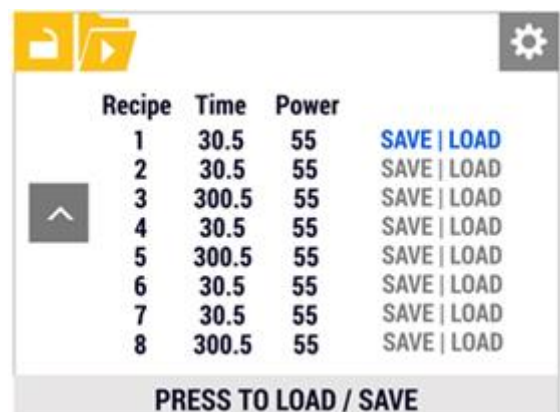 Recipe Time Power
1 30.5 55 SAVE | LOAD
2 30.5 55 SAVE | LOAD
3 300.5 55 SAVE | LOAD
4 30.5 55 SAVE | LOAD
5 300.5 55 SAVE | LOAD
6 30.5 55 SAVE | LOAD
7 30.5 55 SAVE | LOAD
8 300.5 55 SAVE | LOAD
PRESS TO LOAD / SAVE